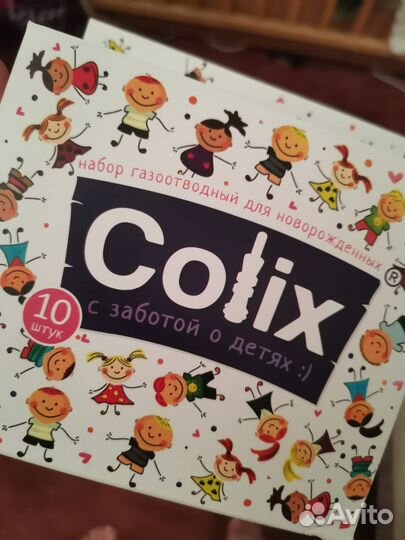 набор газоотводный для новорожденных
Colix®
с заботой о детях :)
10
штук
Avito